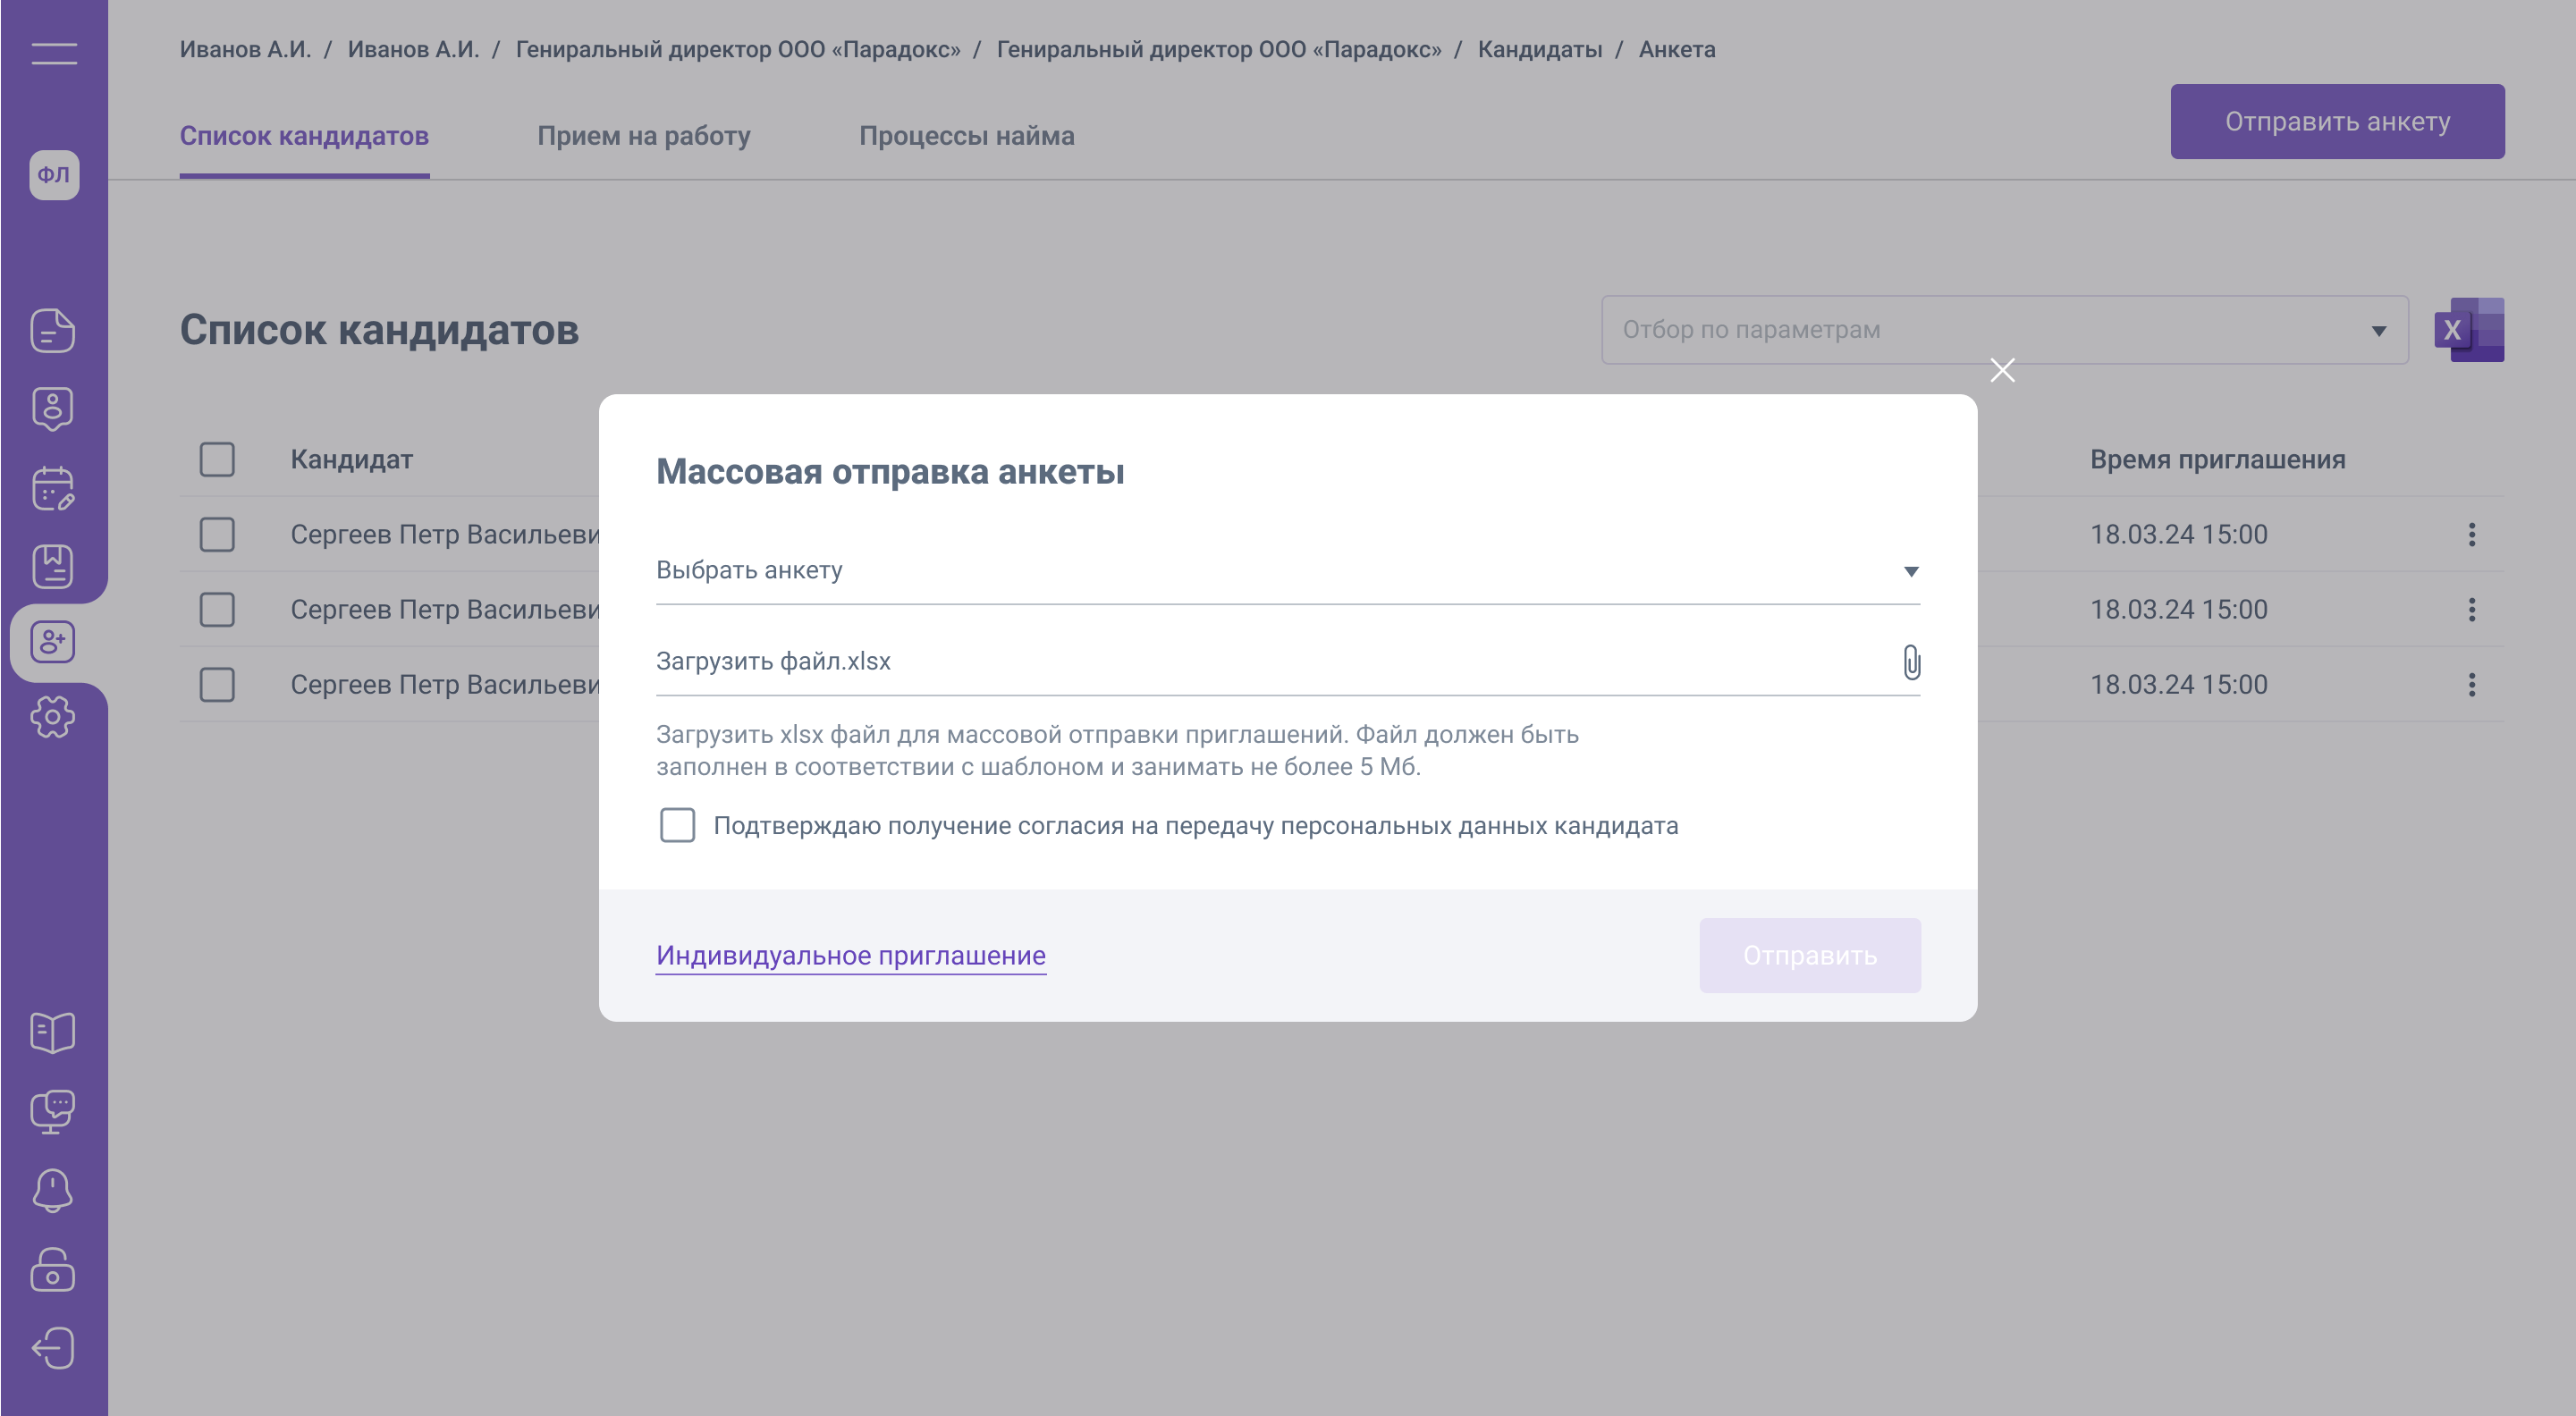 Иванов А.И. / Иванов А.И. / Гениральный директор ООО «Парадокс» / Гениральный директор ООО «Парадокс» / Кандидаты / Анкета
Отправить анкету
Список кандидатов Прием на работу Процессы найма
ФЛ
Список кандидатов
Отбор по параметрам
X
Кандидат Время приглашения
Сергеев Петр Васильеви 18.03.24 15:00
Сергеев Петр Васильеви 18.03.24 15:00
Сергеев Петр Васильеви 18.03.24 15:00
Массовая отправка анкеты
Выбрать анкету
Загрузить файл.xlsx
Загрузить xlsx файл для массовой отправки приглашений. Файл должен быть
заполнен в соответствии с шаблоном и занимать не более 5 Мб.
Подтверждаю получение согласия на передачу персональных данных кандидата
Индивидуальное приглашение
Отправить